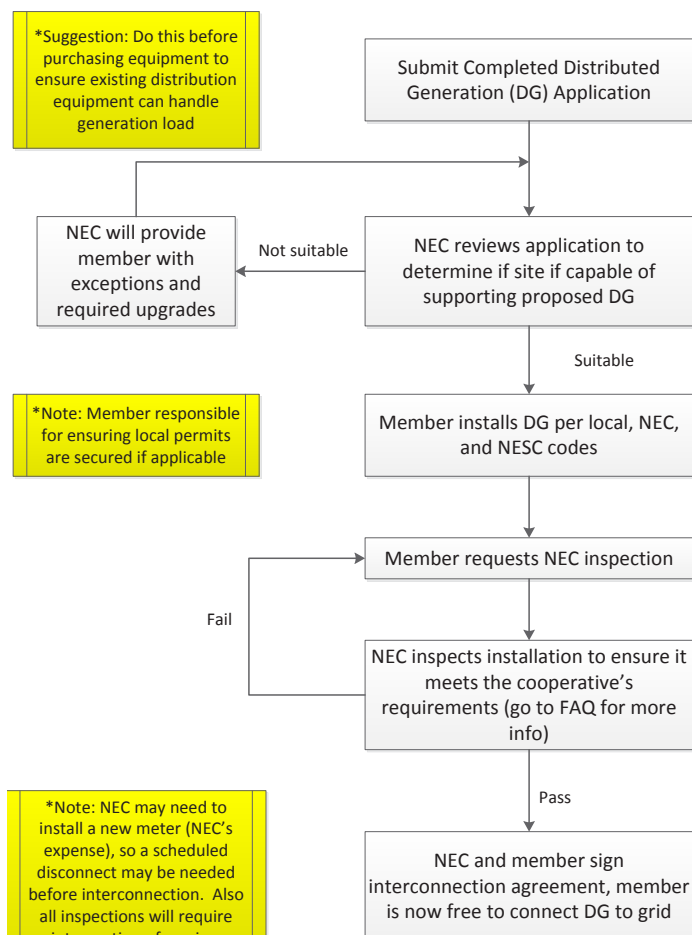 *Suggestion: Do this before
purchasing equipment to
ensure existing distribution
equipment can handle
generation load
Submit Completed Distributed
Generation (DG) Application
NEC will provide
member with
exceptions and
required upgrades
Not suitable
NEC reviews application to
determine if site if capable of
supporting proposed DG
Suitable
*Note: Member responsible
for ensuring local permits
are secured if applicable
Member installs DG per local, NEC,
and NESC codes
Member requests NEC inspection
Fail
NEC inspects installation to ensure it
meets the cooperative's
requirements (go to FAQ for more
info)
Pass
*Note: NEC may need to
install a new meter (NEC's
expense), so a scheduled
disconnect may be needed
before interconnection. Also
all inspections will require
NEC and member sign
interconnection agreement, member
is now free to connect DG to grid